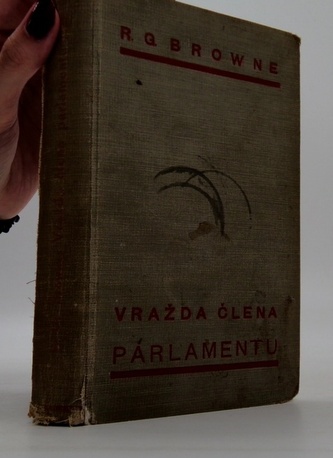 R. G. BROWNE
VRAŽDA ČLENA
PÁRLAMENTU